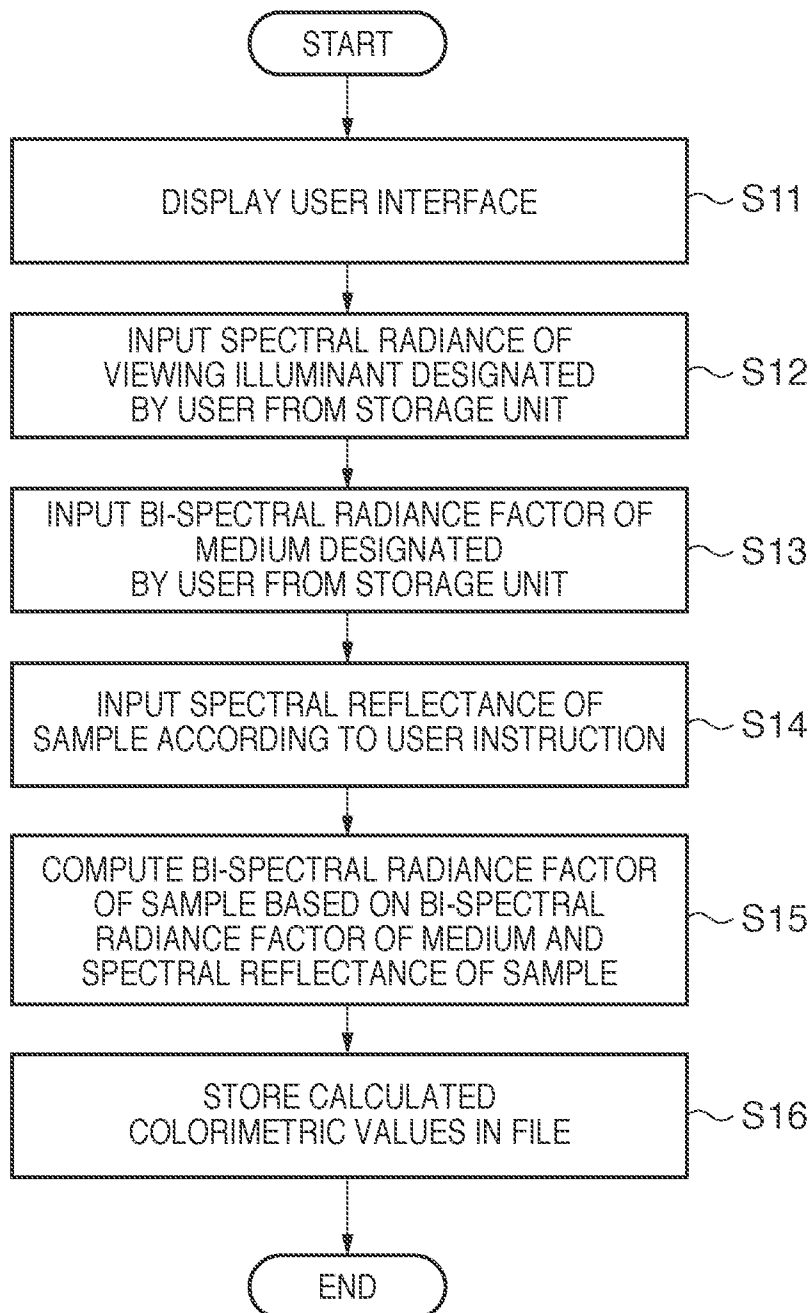 START
DISPLAY USER INTERFACE
S11
INPUT SPECTRAL RADIANCE OF
VIEWING ILLUMINANT DESIGNATED
BY USER FROM STORAGE UNIT
S12
INPUT BI-SPECTRAL RADIANCE FACTOR OF
MEDIUM DESIGNATED
BY USER FROM STORAGE UNIT
S13
INPUT SPECTRAL REFLECTANCE OF
SAMPLE ACCORDING TO USER INSTRUCTION
S14
COMPUTE BI-SPECTRAL RADIANCE FACTOR
OF SAMPLE BASED ON BI-SPECTRAL
RADIANCE FACTOR OF MEDIUM AND
SPECTRAL REFLECTANCE OF SAMPLE
S15
STORE CALCULATED
COLORIMETRIC VALUES IN FILE
S16
END